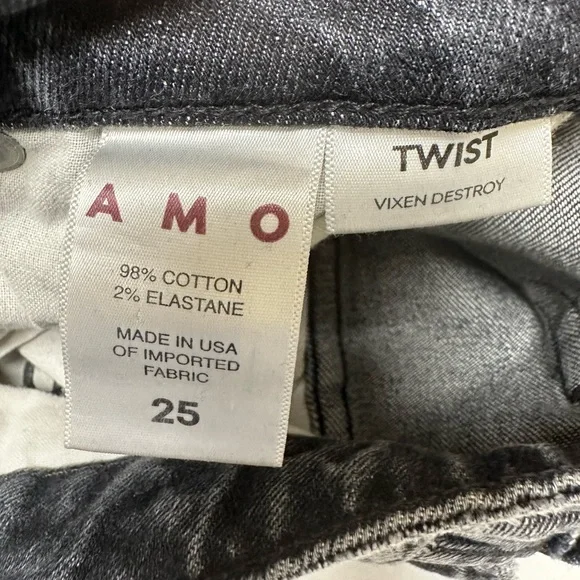 AMO
98% COTTON
2% ELASTANE
MADE IN USA
OF IMPORTED
FABRIC
25
TWIST
VIXEN DESTROY